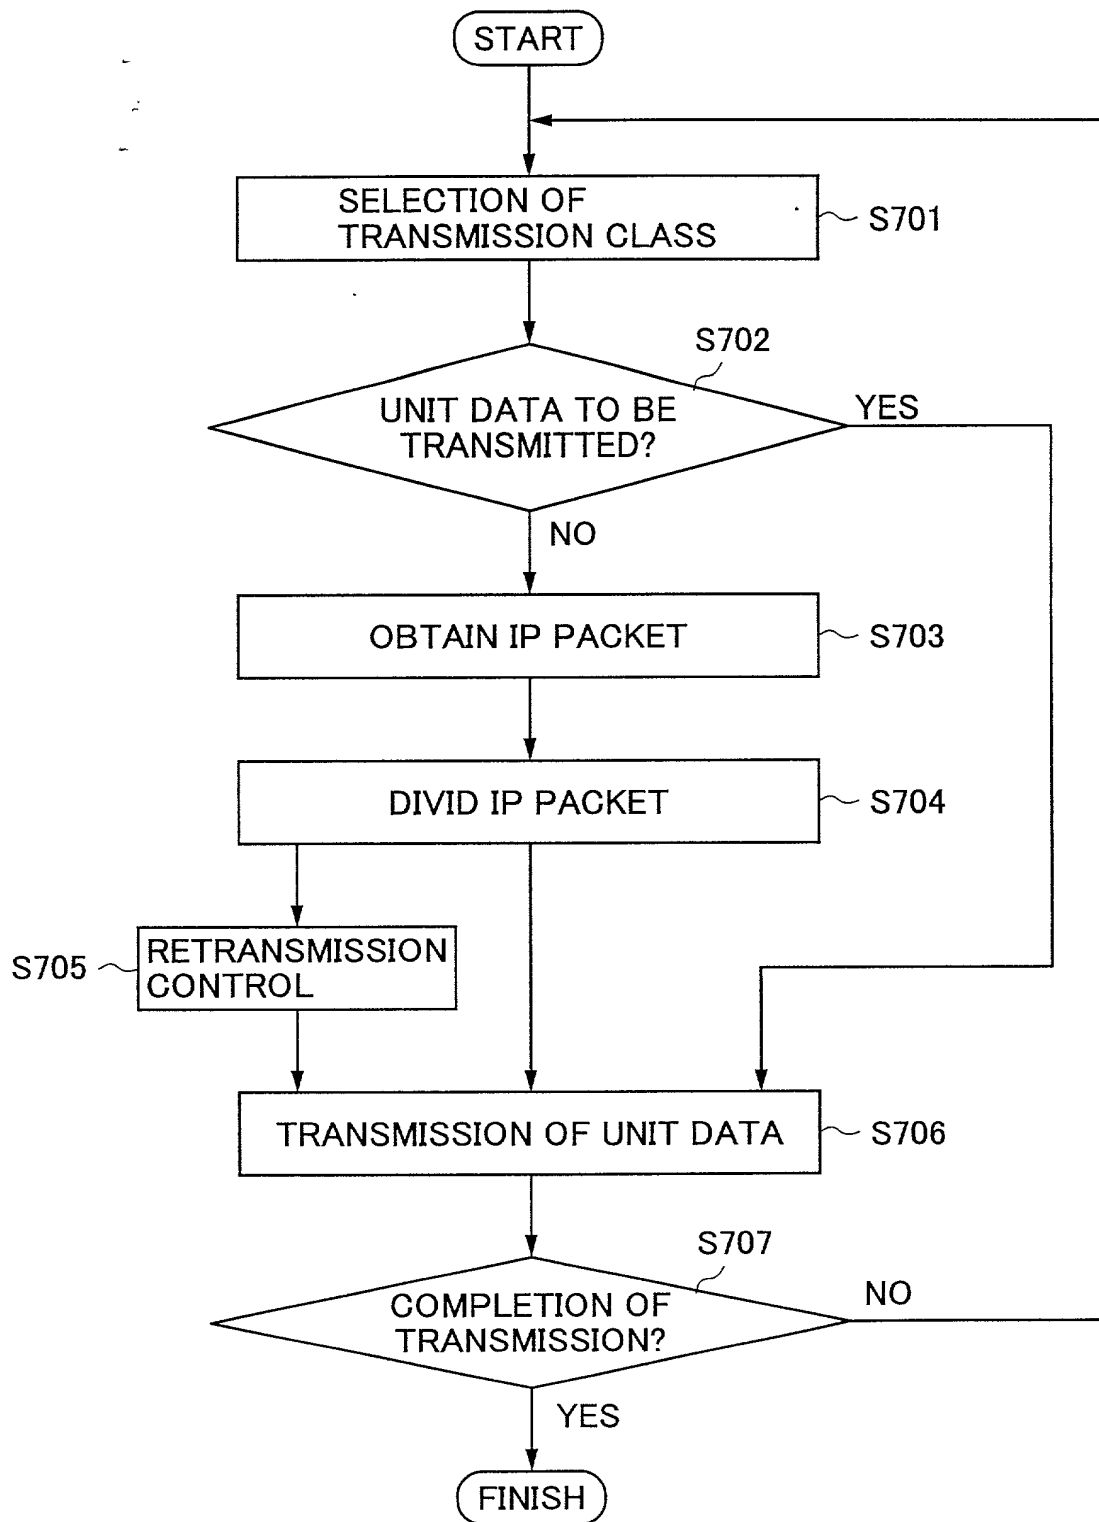 START
SELECTION OF
TRANSMISSION CLASS
S701
S702
UNIT DATA TO BE
TRANSMITTED?
YES
NO
OBTAIN IP PACKET
S703
DIVID IP PACKET
S704
S705
RETRANSMISSION
CONTROL
TRANSMISSION OF UNIT DATA
S706
S707
COMPLETION OF
TRANSMISSION?
NO
YES
FINISH